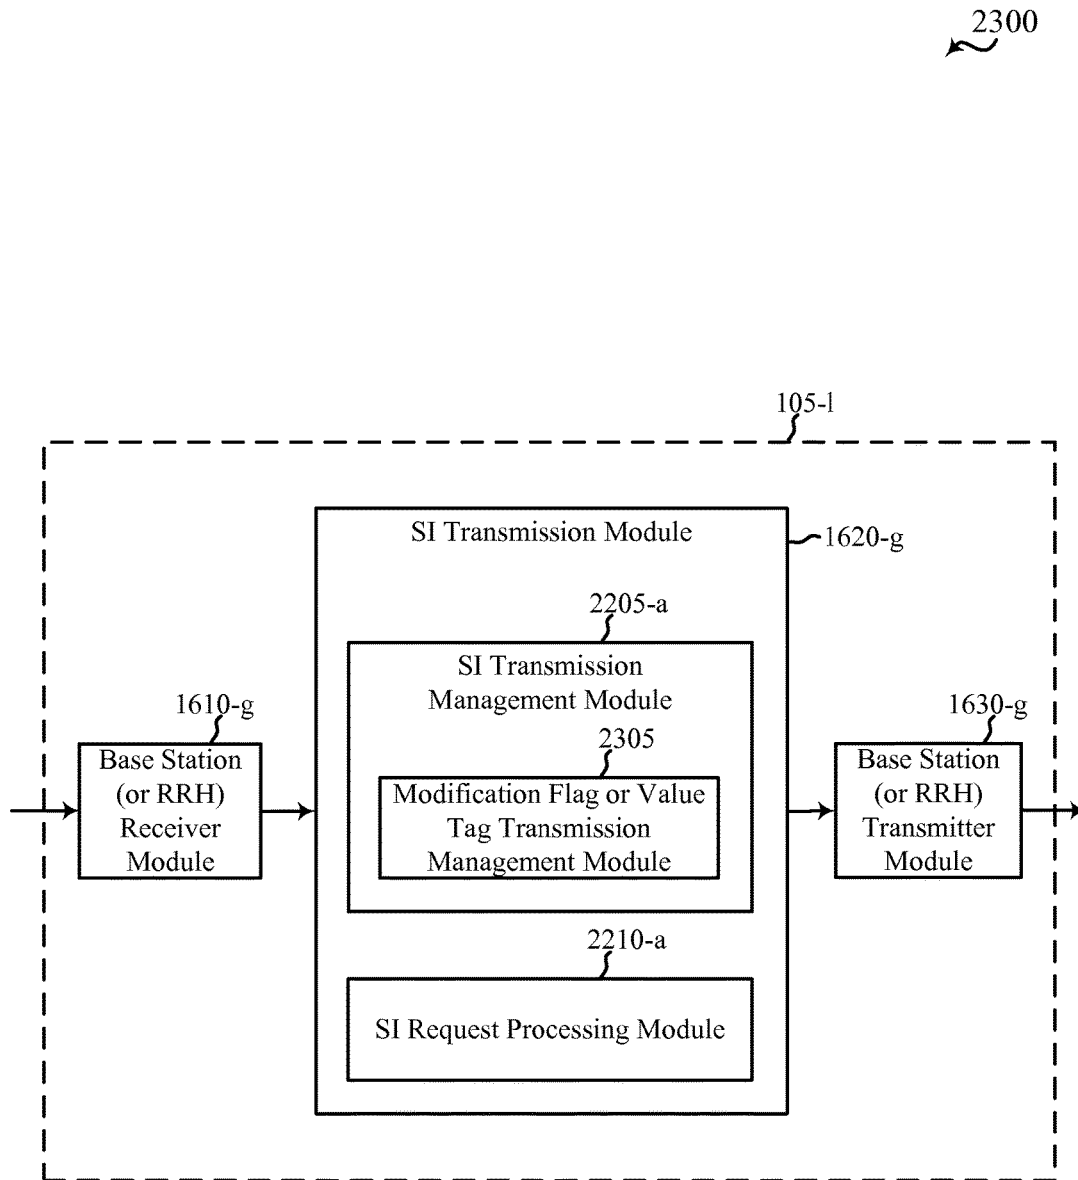 2300
105-l
SI Transmission Module
1620-g
2205-a
SI Transmission
Management Module
1610-g
1630-g
2305
Base Station
(or RRH)
Receiver
Module
Modification Flag or Value
Tag Transmission
Management Module
Base Station
(or RRH)
Transmitter
Module
2210-a
SI Request Processing Module